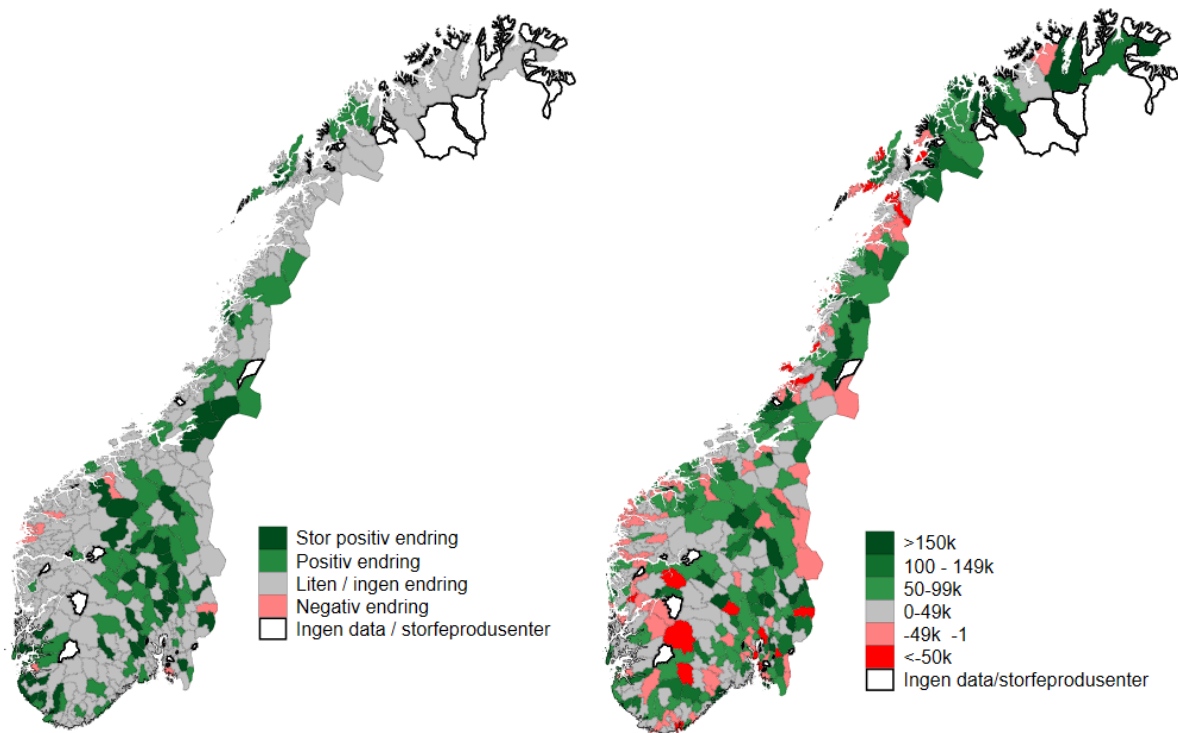 Stor positiv endring
Positiv endring
Liten / ingen endring
Negativ endring
Ingen data / storfeprodusenter
>150k
100 - 149k
50-99k
0-49k
-49k -1
<-50k
Ingen data/storfeprodusenter